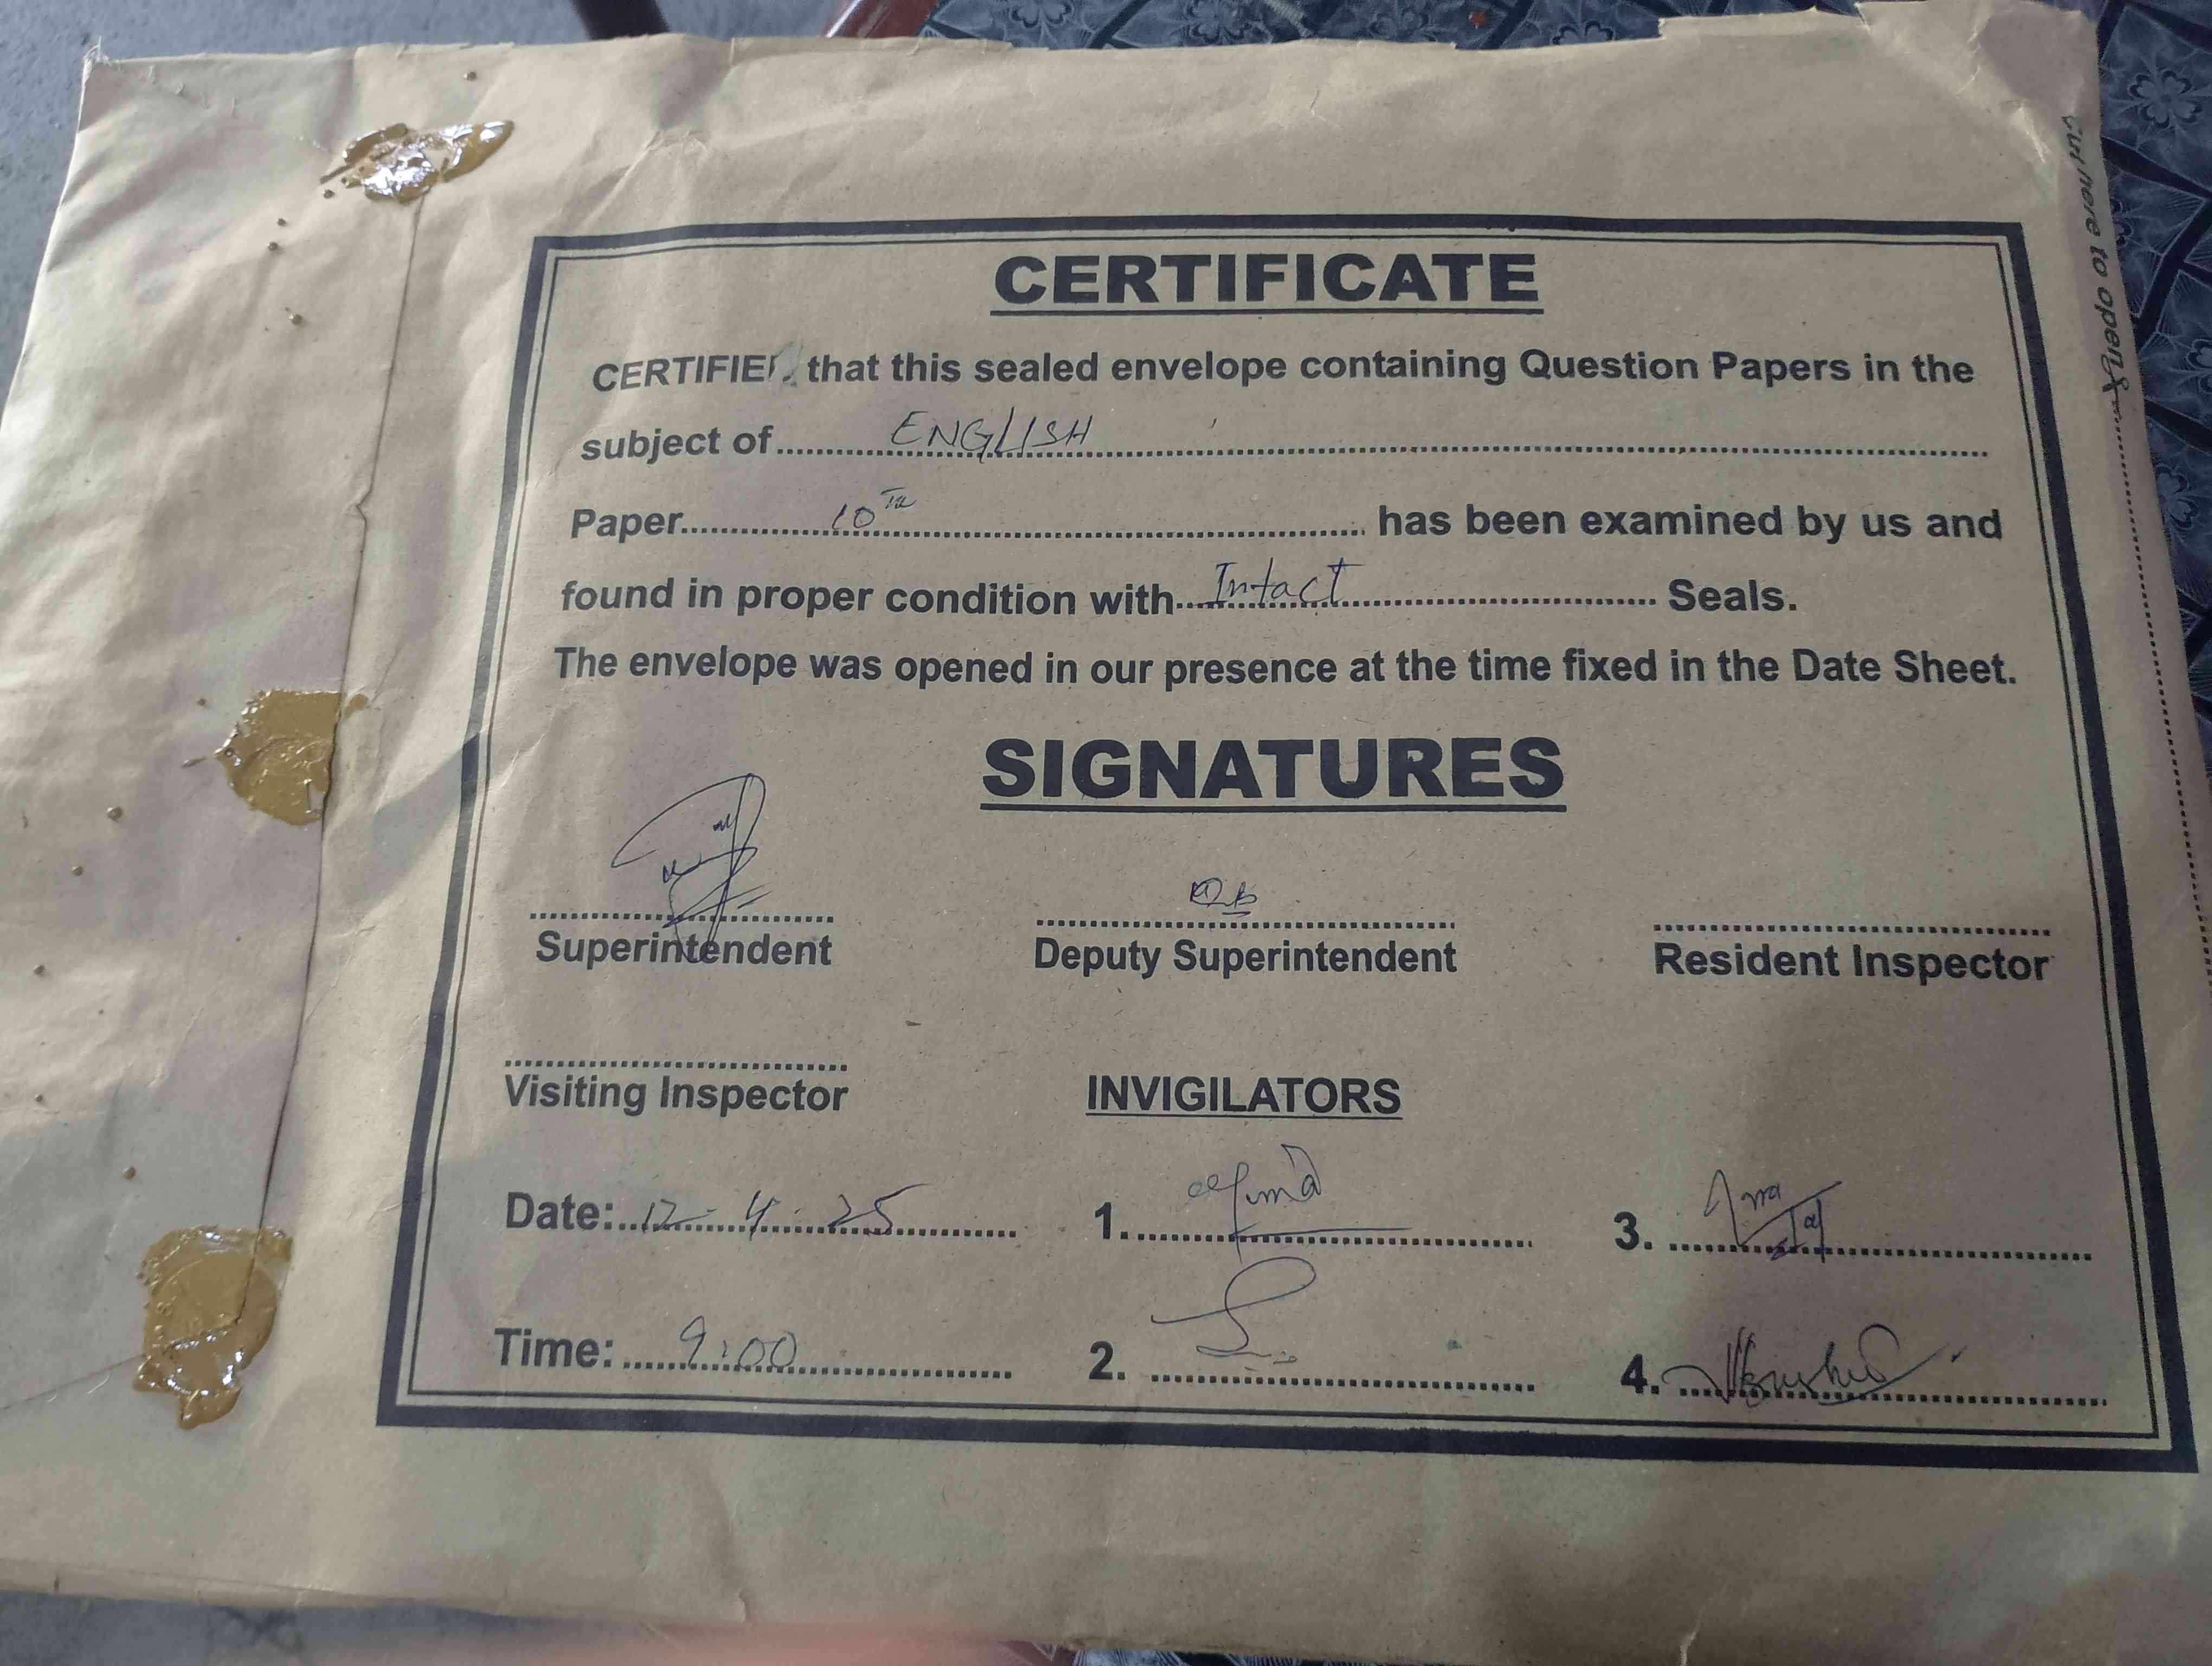 Cut here to open
CERTIFICATE
CERTIFIED that this sealed envelope containing Question Papers in the
subject of ENGLISH
Paper 10TH has been examined by us and
found in proper condition with Intact Seals.
The envelope was opened in our presence at the time fixed in the Date Sheet.
SIGNATURES
Superintendent Deputy Superintendent Resident Inspector
Visiting Inspector INVIGILATORS
Date: 12-4-25 1. 3.
Time: 9:00 2. 4.